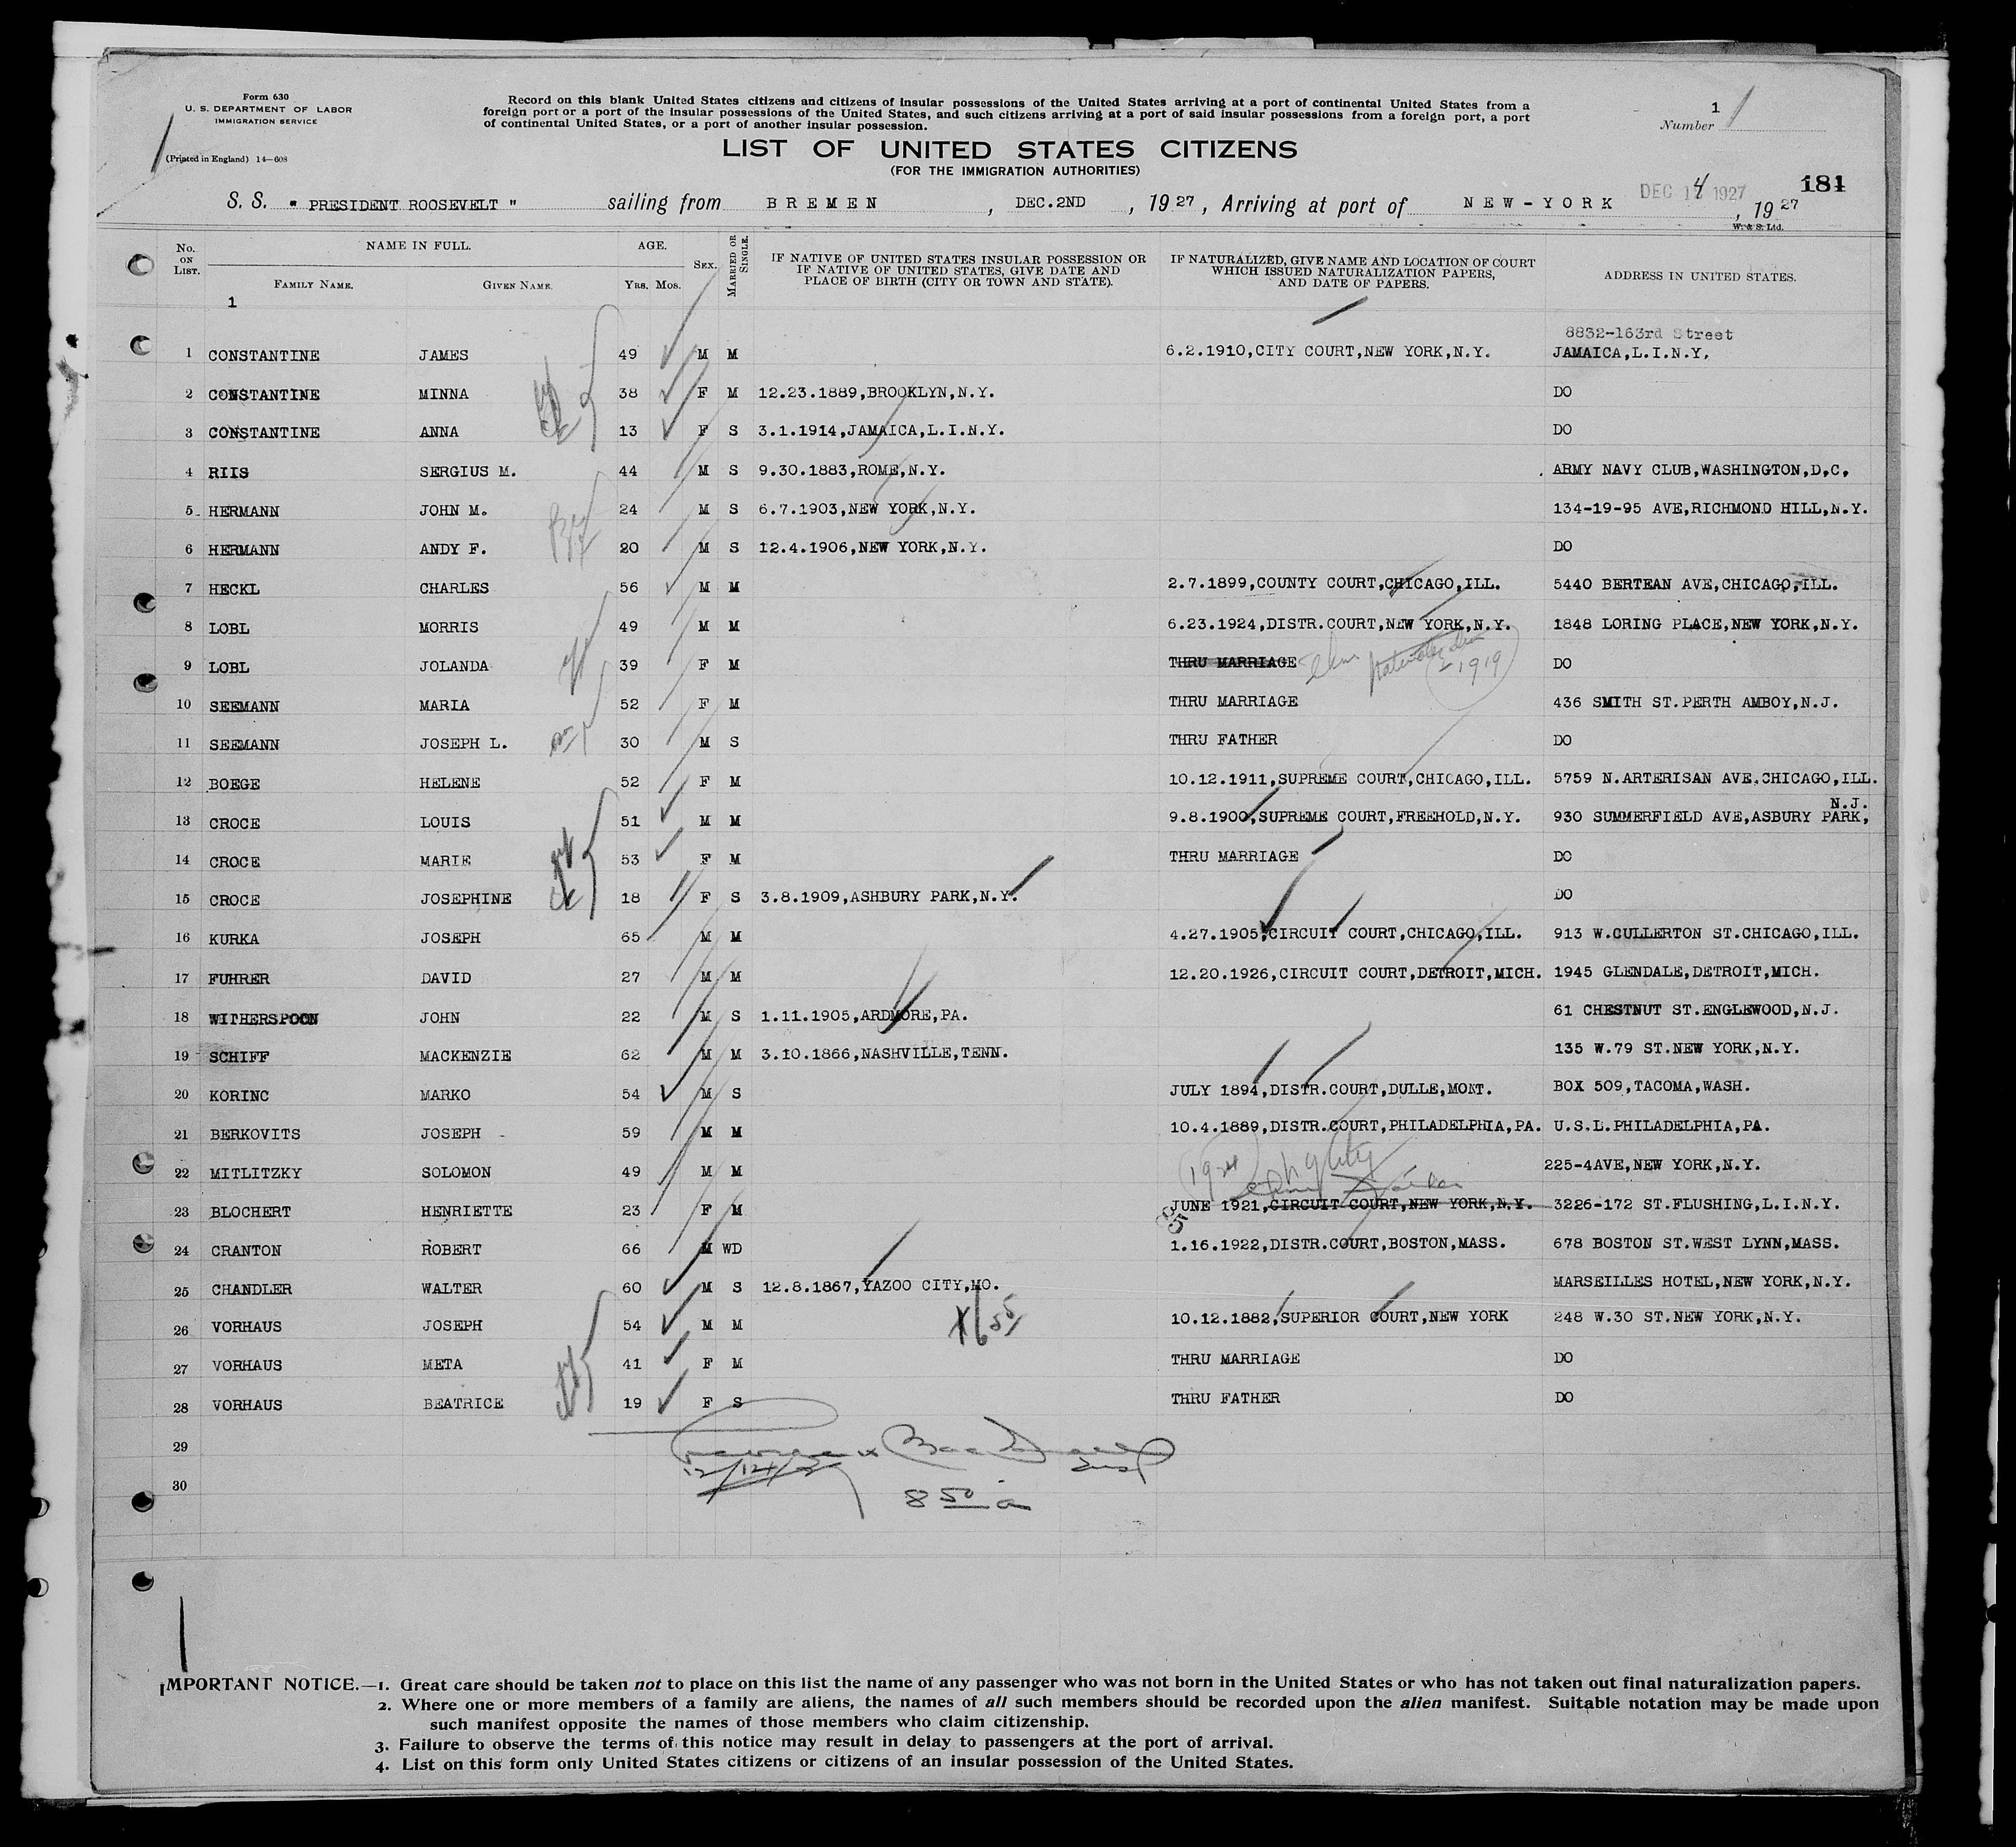 Form 630
U. S. DEPARTMENT OF LABOR
IMMIGRATION SERVICE
(Printed in England) 14—608
Record on this blank United States citizens and citizens of insular possessions of the United States arriving at a port of continental United States from a
foreign port or a port of the insular possessions of the United States, and such citizens arriving at a port of said insular possessions from a foreign port, a port
of continental United States, or a port of another insular possession.
1
Number 1
LIST OF UNITED STATES CITIZENS
(FOR THE IMMIGRATION AUTHORITIES)
S. S. " PRESIDENT ROOSEVELT " sailing from BREMEN, DEC.2ND, 1927, Arriving at port of NEW-YORK DEC 14 1927, 1927
181
W. & S. Ltd.
No. ON LIST. NAME IN FULL. FAMILY NAME. GIVEN NAME. AGE. YRS. MOS. SEX. MARRIED OR SINGLE. IF NATIVE OF UNITED STATES INSULAR POSSESSION OR IF NATIVE OF UNITED STATES, GIVE DATE AND PLACE OF BIRTH (CITY OR TOWN AND STATE). IF NATURALIZED, GIVE NAME AND LOCATION OF COURT WHICH ISSUED NATURALIZATION PAPERS, AND DATE OF PAPERS. ADDRESS IN UNITED STATES.
1
8832-163rd Street
1 CONSTANTINE JAMES 49 M M 6.2.1910,CITY COURT,NEW YORK,N.Y. JAMAICA,L.I.N.Y.
2 CONSTANTINE MINNA 38 F M 12.23.1889,BROOKLYN,N.Y. DO
3 CONSTANTINE ANNA 13 F S 3.1.1914,JAMAICA,L.I.N.Y. DO
4 RIIS SERGIUS M. 44 M S 9.30.1883,ROME,N.Y. ARMY NAVY CLUB,WASHINGTON,D.C.
5 HERMANN JOHN M. 24 M S 6.7.1903,NEW YORK,N.Y. 134-19-95 AVE,RICHMOND HILL,N.Y.
6 HERMANN ANDY F. 20 M S 12.4.1906,NEW YORK,N.Y. DO
7 HECKL CHARLES 56 M M 2.7.1899,COUNTY COURT,CHICAGO,ILL. 5440 BERTEAN AVE,CHICAGO,ILL.
8 LOBL MORRIS 49 M M 6.23.1924,DISTR.COURT,NEW YORK,N.Y. 1848 LORING PLACE,NEW YORK,N.Y.
9 LOBL JOLANDA 39 F M THRU MARRIAGE 1919 DO
10 SEEMANN MARIA 52 F M THRU MARRIAGE 436 SMITH ST.PERTH AMBOY,N.J.
11 SEEMANN JOSEPH L. 30 M S THRU FATHER DO
12 BOEGE HELENE 52 F M 10.12.1911,SUPREME COURT,CHICAGO,ILL. 5759 N.ARTERISAN AVE.CHICAGO,ILL.
N.J.
13 CROCE LOUIS 51 M M 9.8.1900,SUPREME COURT,FREEHOLD,N.Y. 930 SUMMERFIELD AVE,ASBURY PARK,
14 CROCE MARIE 53 F M THRU MARRIAGE DO
15 CROCE JOSEPHINE 18 F S 3.8.1909,ASHBURY PARK,N.Y. DO
16 KURKA JOSEPH 65 M M 4.27.1905,CIRCUIT COURT,CHICAGO,ILL. 913 W.CULLERTON ST.CHICAGO,ILL.
17 FUHRER DAVID 27 M M 12.20.1926,CIRCUIT COURT,DETROIT,MICH. 1945 GLENDALE,DETROIT,MICH.
18 WITHERSPOON JOHN 22 M S 1.11.1905,ARDMORE,PA. 61 CHESTNUT ST.ENGLEWOOD,N.J.
19 SCHIFF MACKENZIE 62 M M 3.10.1866,NASHVILLE,TENN. 135 W.79 ST.NEW YORK,N.Y.
20 KORINC MARKO 54 M S JULY 1894,DISTR.COURT,DULLE,MONT. BOX 509,TACOMA,WASH.
21 BERKOVITS JOSEPH 59 M M 10.4.1889,DISTR.COURT,PHILADELPHIA,PA. U.S.L.PHILADELPHIA,PA.
22 MITLITZKY SOLOMON 49 M M 225-4AVE,NEW YORK,N.Y.
23 BLOCHERT HENRIETTE 23 F M JUNE 1921,CIRCUIT COURT,NEW YORK,N.Y. 3226-172 ST.FLUSHING,L.I.N.Y.
24 CRANTON ROBERT 66 M WD 1.16.1922,DISTR.COURT,BOSTON,MASS. 678 BOSTON ST.WEST LYNN,MASS.
25 CHANDLER WALTER 60 M S 12.8.1867,YAZOO CITY,MO. MARSEILLES HOTEL,NEW YORK,N.Y.
26 VORHAUS JOSEPH 54 M M 10.12.1882,SUPERIOR COURT,NEW YORK 248 W.30 ST.NEW YORK,N.Y.
27 VORHAUS META 41 F M THRU MARRIAGE DO
28 VORHAUS BEATRICE 19 F S THRU FATHER DO
29
30
12/14/27
8 50 a
IMPORTANT NOTICE.—1. Great care should be taken not to place on this list the name of any passenger who was not born in the United States or who has not taken out final naturalization papers.
2. Where one or more members of a family are aliens, the names of all such members should be recorded upon the alien manifest. Suitable notation may be made upon
such manifest opposite the names of those members who claim citizenship.
3. Failure to observe the terms of this notice may result in delay to passengers at the port of arrival.
4. List on this form only United States citizens or citizens of an insular possession of the United States.